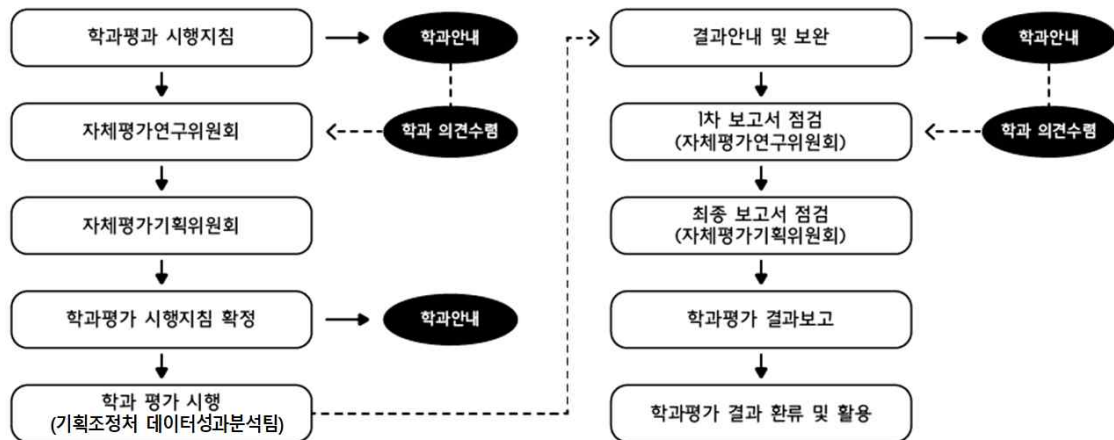 학과평과 시행지침
학과안내
자체평가연구위원회
학과 의견수렴
자체평가기획위원회
학과평가 시행지침 확정
학과안내
학과 평가 시행
(기획조정처 데이터성과분석팀)
결과안내 및 보완
학과안내
1차 보고서 점검
(자체평가연구위원회)
학과 의견수렴
최종 보고서 점검
(자체평가기획위원회)
학과평가 결과보고
학과평가 결과 환류 및 활용